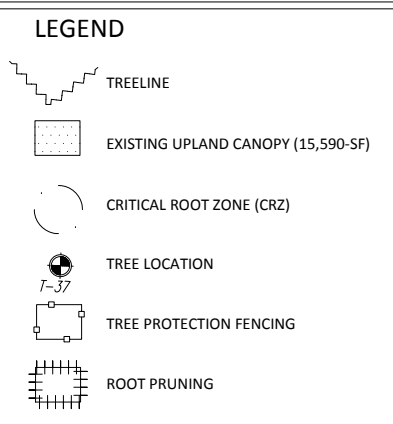 LEGEND
TREELINE
EXISTING UPLAND CANOPY (15,590-SF)
CRITICAL ROOT ZONE (CRZ)
TREE LOCATION
T-37
TREE PROTECTION FENCING
ROOT PRUNING